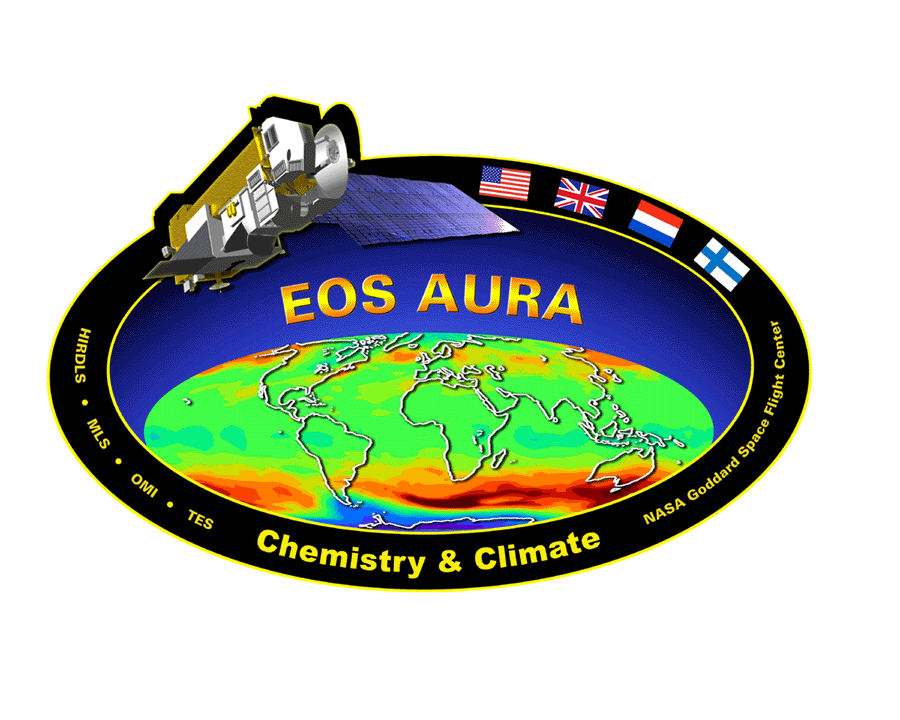 EOS AURA
HIRDLS • MLS • OMI • TES
Chemistry & Climate
NASA Goddard Space Flight Center